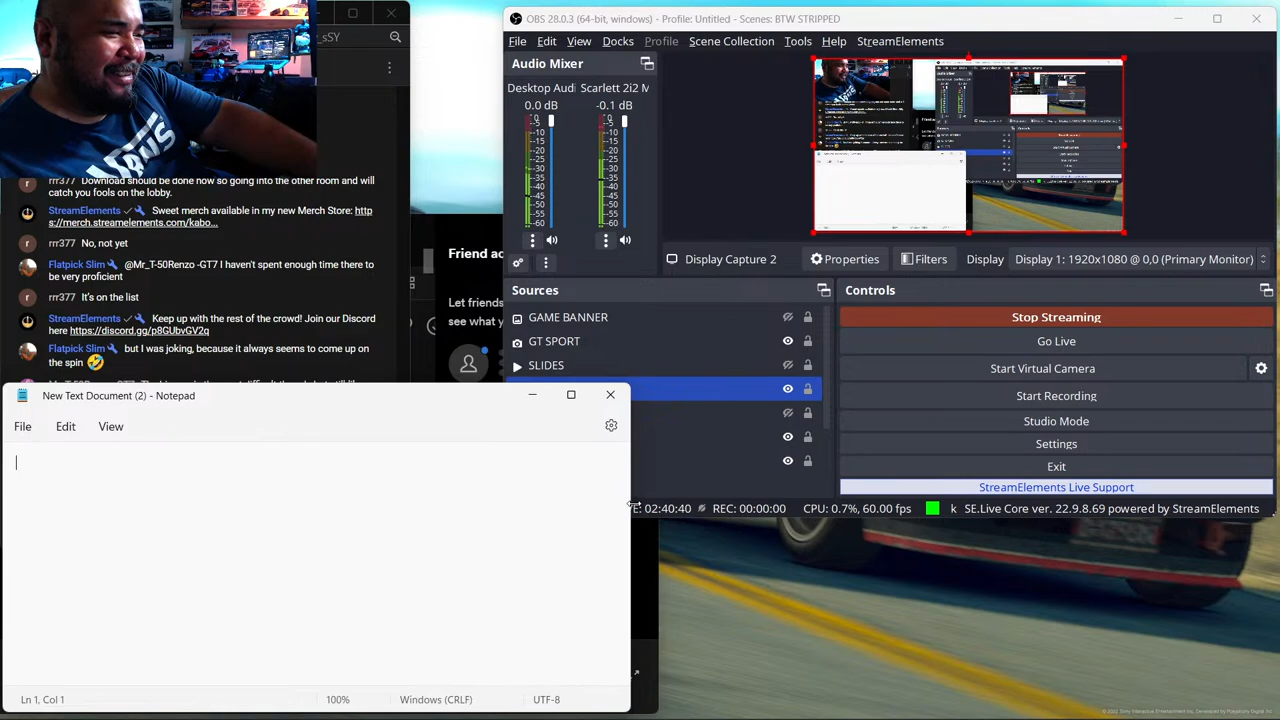 _sSY
rrr377 Download should be done now so going into the custom room and will
catch you fools on the lobby.
StreamElements Sweet merch available in my new Merch Store: http
s://merch.streamelements.com/kabo...
rrr377 No, not yet
Flatpick Slim @Mr_T-50Renzo -GT7 I haven't spent enough time there to
be very proficient
rrr377 It's on the list
StreamElements Keep up with the rest of the crowd! Join our Discord
here https://discord.gg/p8GUbvGV2q
Flatpick Slim but I was joking, because it always seems to come up on
the spin 🤣
Friend ac
Let friends
see what y
OBS 28.0.3 (64-bit, windows) - Profile: Untitled - Scenes: BTW STRIPPED
File Edit View Docks Profile Scene Collection Tools Help StreamElements
Audio Mixer
Desktop Audi Scarlett 2i2 M
0.0 dB -0.1 dB
Display Capture 2 Properties Filters Display Display 1: 1920x1080 @ 0,0 (Primary Monitor)
Sources
GAME BANNER
GT SPORT
SLIDES
Controls
Stop Streaming
Go Live
Start Virtual Camera
Start Recording
Studio Mode
Settings
Exit
StreamElements Live Support
E: 02:40:40 REC: 00:00:00 CPU: 0.7%, 60.00 fps k SE.Live Core ver. 22.9.8.69 powered by StreamElements
New Text Document (2) - Notepad
File Edit View
Ln 1, Col 1 100% Windows (CRLF) UTF-8